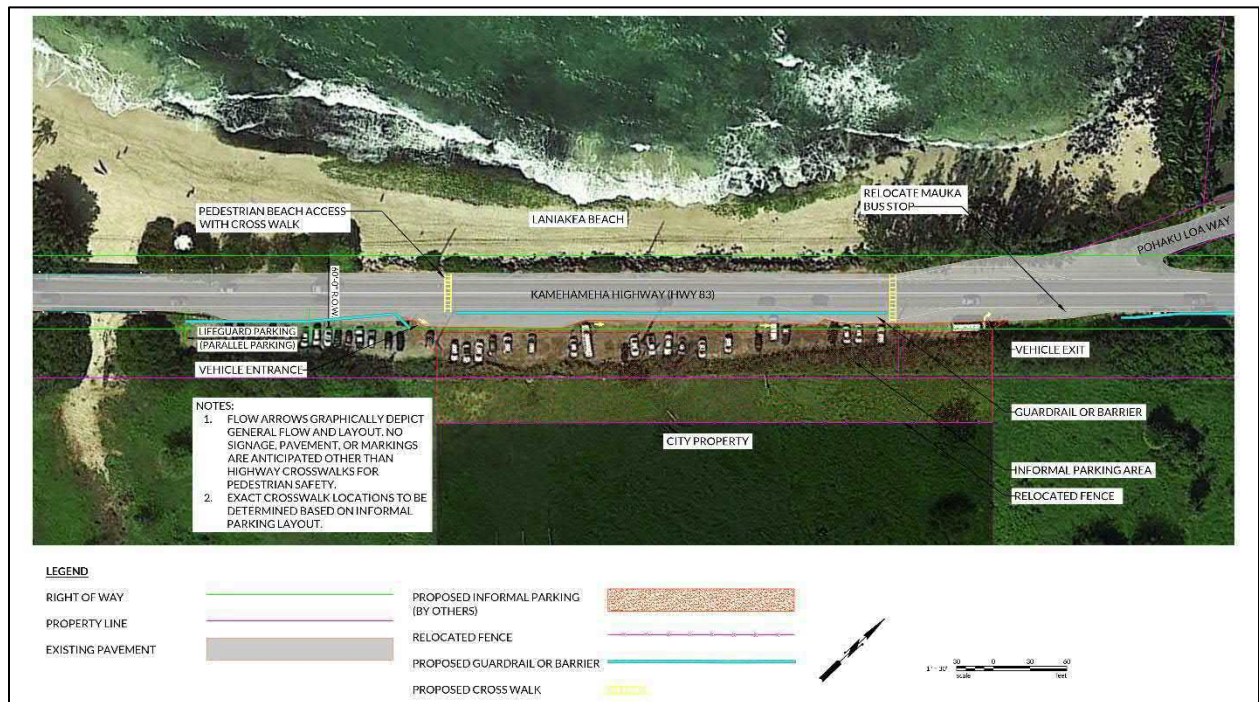 PEDESTRIAN BEACH ACCESS
WITH CROSS WALK
LANIAKEA BEACH
RELOCATE MAUKA
BUS STOP
POHAKU LOA WAY
60'-0" R.O.W.
KAMEHAMEHA HIGHWAY (HWY 83)
LIFEGUARD PARKING
(PARALLEL PARKING)
VEHICLE ENTRANCE
VEHICLE EXIT
GUARDRAIL OR BARRIER
CITY PROPERTY
INFORMAL PARKING AREA
RELOCATED FENCE
NOTES:
1. FLOW ARROWS GRAPHICALLY DEPICT
GENERAL FLOW AND LAYOUT. NO
SIGNAGE, PAVEMENT, OR MARKINGS
ARE ANTICIPATED OTHER THAN
HIGHWAY CROSSWALKS FOR
PEDESTRIAN SAFETY.
2. EXACT CROSSWALK LOCATIONS TO BE
DETERMINED BASED ON INFORMAL
PARKING LAYOUT.
LEGEND
RIGHT OF WAY
PROPERTY LINE
EXISTING PAVEMENT
PROPOSED INFORMAL PARKING
(BY OTHERS)
RELOCATED FENCE
PROPOSED GUARDRAIL OR BARRIER
PROPOSED CROSS WALK
30 0 30 60
scale feet